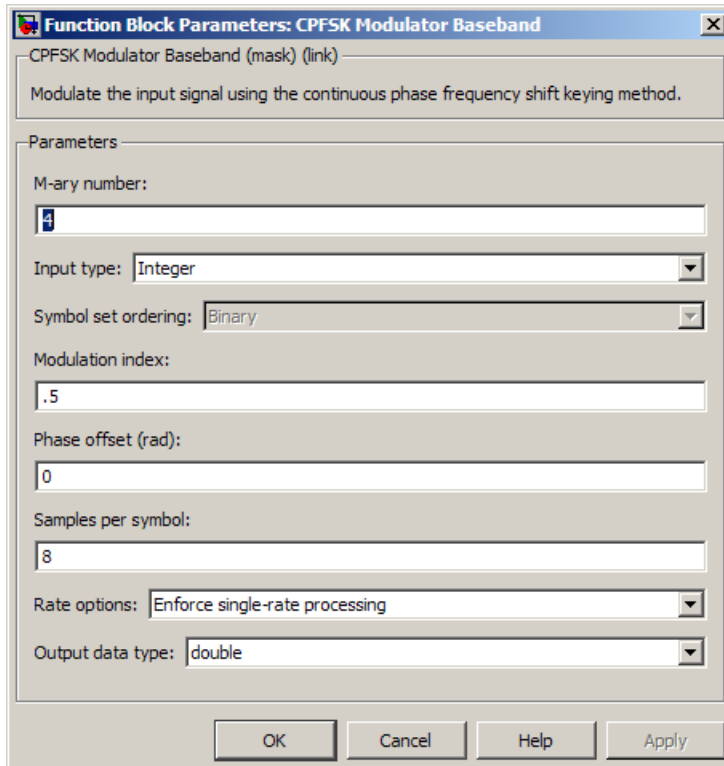 Function Block Parameters: CPFSK Modulator Baseband
CPFSK Modulator Baseband (mask) (link)
Modulate the input signal using the continuous phase frequency shift keying method.
Parameters
M-ary number:
4
Input type: Integer
Symbol set ordering: Binary
Modulation index:
.5
Phase offset (rad):
0
Samples per symbol:
8
Rate options: Enforce single-rate processing
Output data type: double
OK Cancel Help Apply